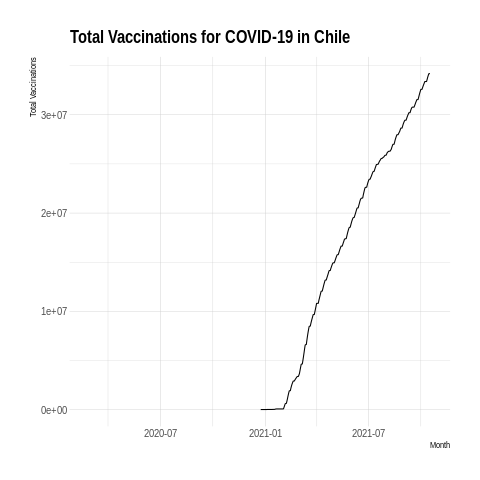 Total Vaccinations for COVID-19 in Chile
Total Vaccinations
3e+07
2e+07
1e+07
0e+00
2020-07 2021-01 2021-07
Month